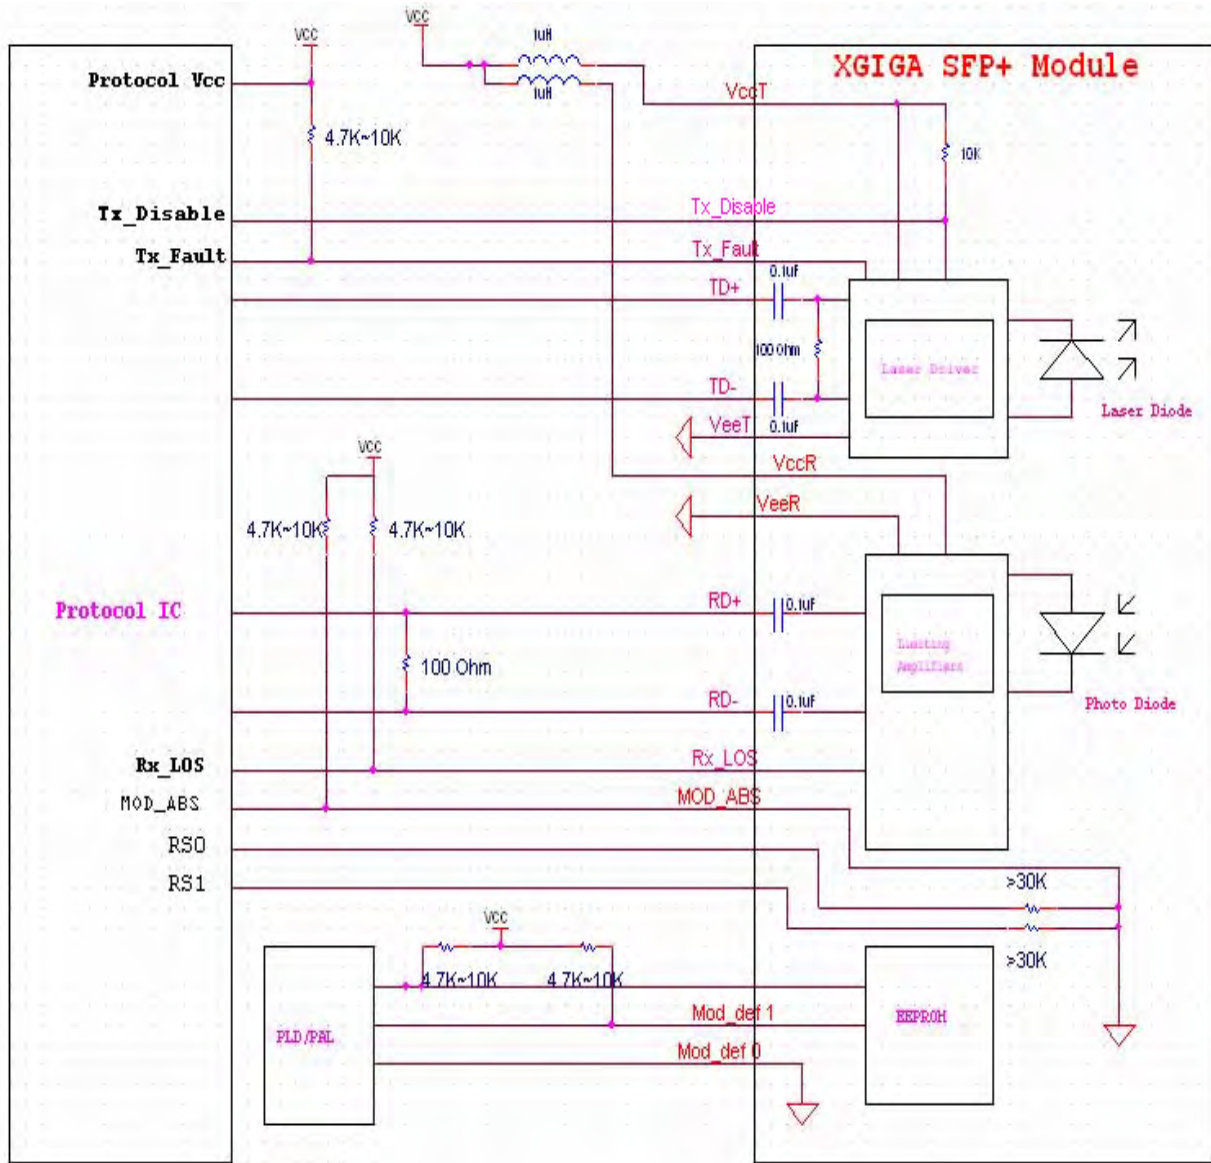 VCC
VCC
1uH
XGIGA SFP+ Module
Protocol Vcc
1uH
VccT
4.7K~10K
10K
Tx_Disable
Tx_Disable
Tx_Fault
Tx_Fault
0.1uf
TD+
100 Ohm
Laser Driver
TD-
Laser Diode
VeeT
0.1uf
VCC
VccR
VeeR
4.7K~10K
4.7K~10K
Protocol IC
RD+
0.1uf
Limiting
Amplifiers
100 Ohm
RD-
0.1uf
Photo Diode
Rx_LOS
Rx_LOS
MOD_ABS
MOD_ABS
RS0
RS1
>30K
VCC
>30K
4.7K~10K
4.7K~10K
Mod_def 1
EEPROM
PLD/PAL
Mod_def 0